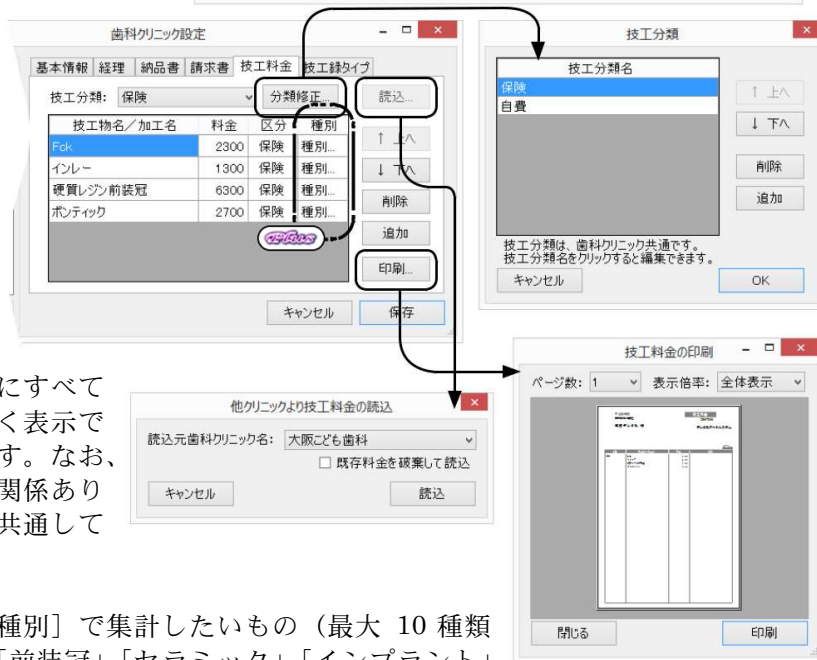 歯科クリニック設定
基本情報 経理 納品書 請求書 技工料金 技工録タイプ
技工分類: 保険 分類修正... 読込...
技工物名／加工名 料金 区分 種別
Fck 2300 保険 種別...
インレー 1300 保険 種別...
硬質レジン前装冠 6300 保険 種別...
ポンティック 2700 保険 種別...
↑ 上へ
↓ 下へ
削除
追加
印刷...
キャンセル 保存
技工分類
技工分類名
保険
自費
↑ 上へ
↓ 下へ
削除
追加
技工分類は、歯科クリニック共通です。
技工分類名をクリックすると編集できます。
キャンセル OK
にすべて
く表示で
す。なお、
関係あり
共通して
他クリニックより技工料金の読込
読込元歯科クリニック名: 大阪こども歯科
既存料金を破棄して読込
キャンセル 読込
技工料金の印刷
ページ数: 1 表示倍率: 全体表示
閉じる 印刷
種別］で集計したいもの（最大 10 種類
「前装冠」「セラミック」「インプラント」